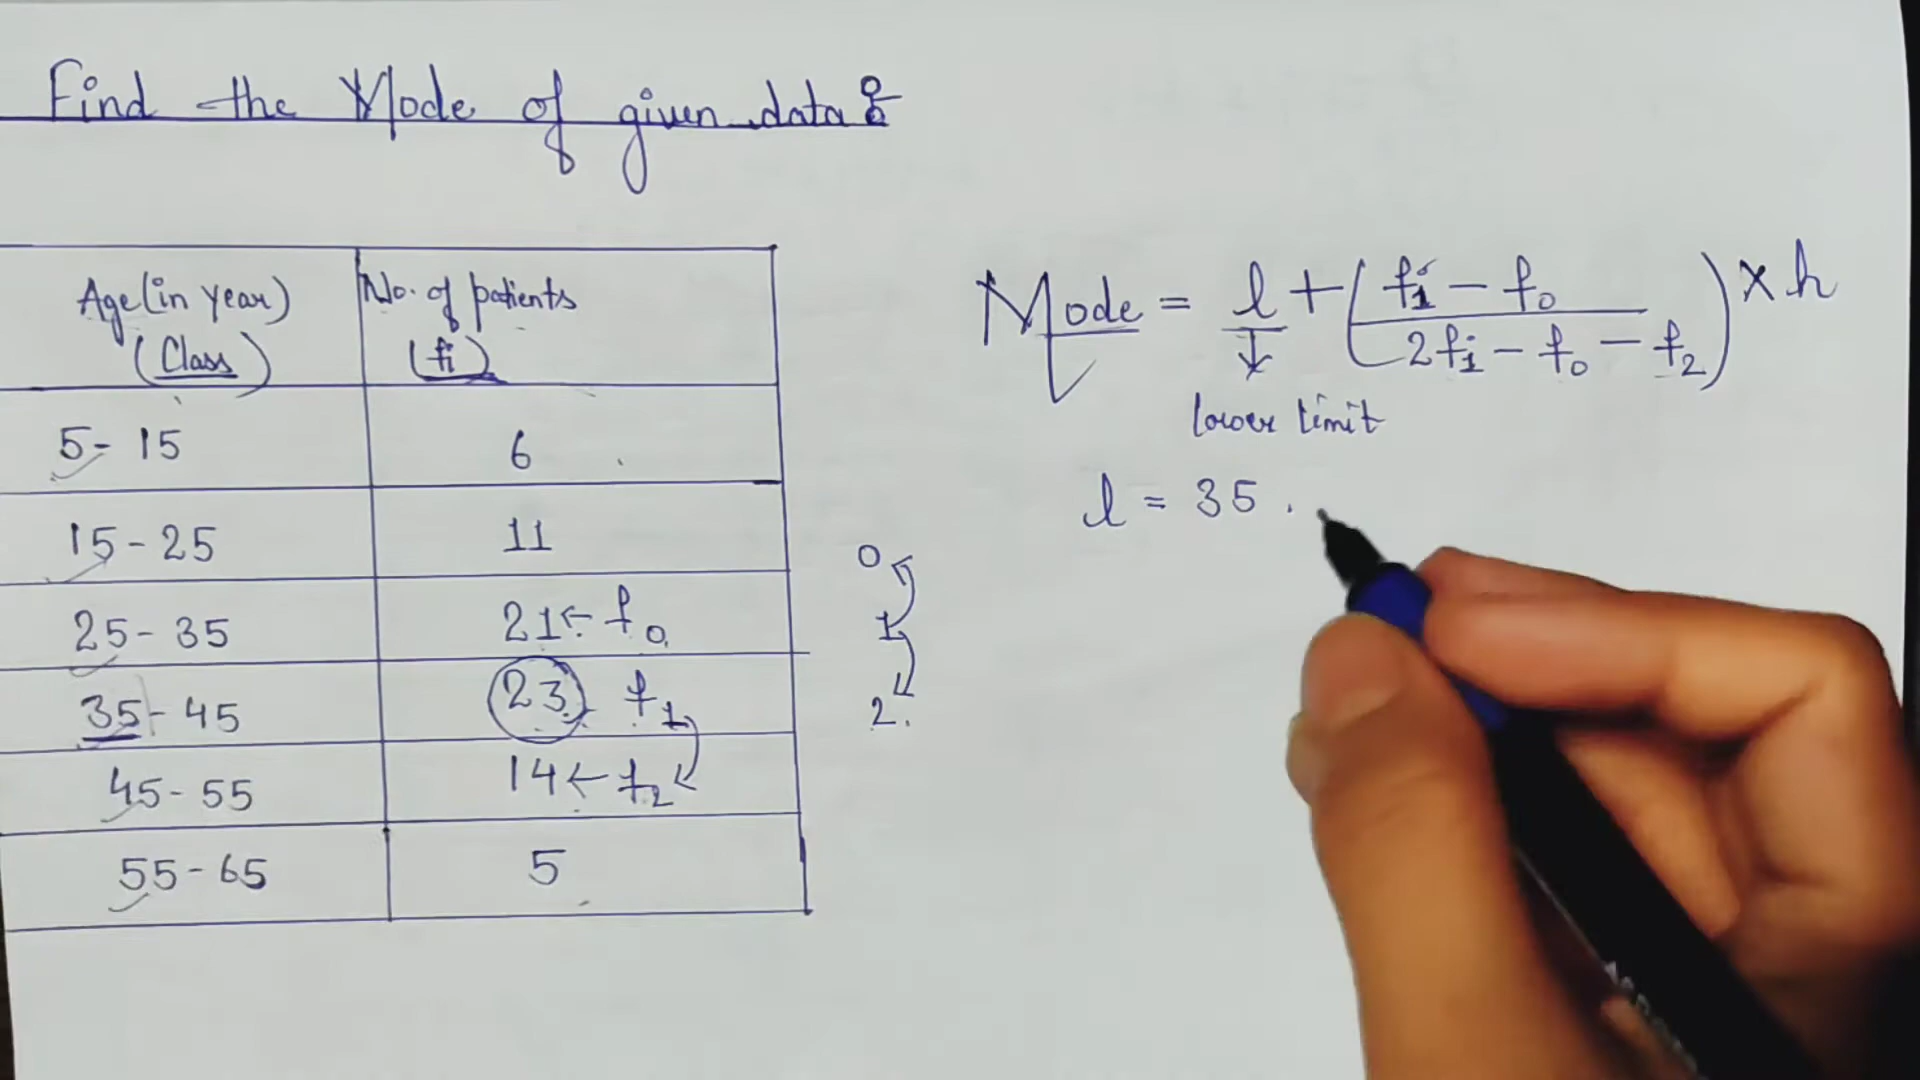 Find the Mode of given data :
Age (in year)
(Class)
No. of patients
(fi)
5 - 15
6
15 - 25
11
25 - 35
21 ← f₀
35 - 45
23 f₁
45 - 55
14 ← f₂
55 - 65
5
0
1
2.
Mode = l + (f₁ - f₀ / 2f₁ - f₀ - f₂) × h
lower limit
l = 35 .